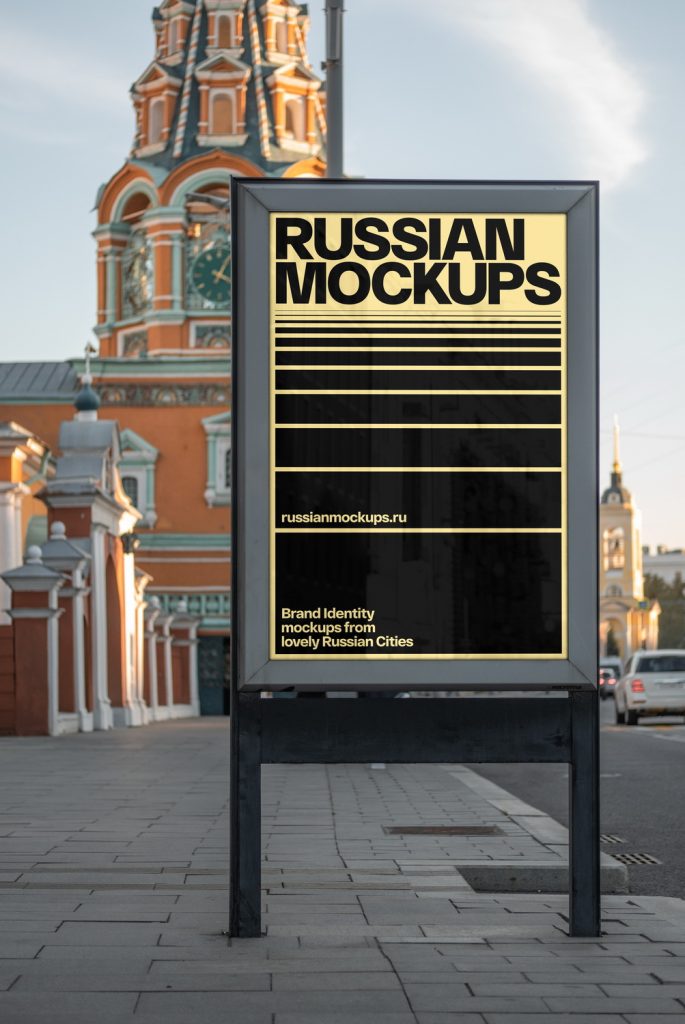 RUSSIAN
MOCKUPS
russianmockups.ru
Brand Identity
mockups from
lovely Russian Cities